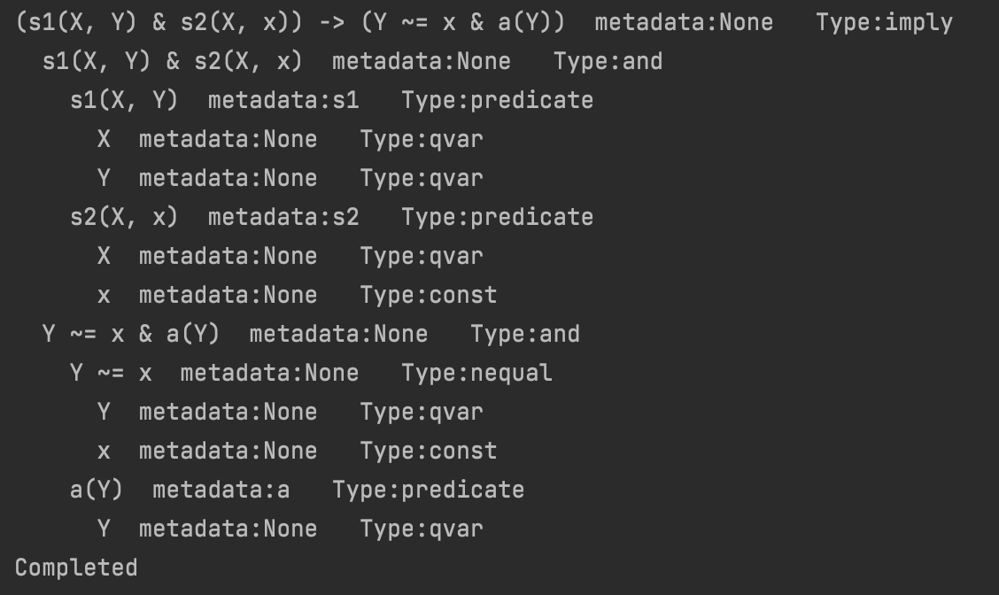 (s1(X, Y) & s2(X, x)) -> (Y ~= x & a(Y))  metadata:None   Type:imply
  s1(X, Y) & s2(X, x)  metadata:None   Type:and
    s1(X, Y)  metadata:s1   Type:predicate
      X  metadata:None   Type:qvar
      Y  metadata:None   Type:qvar
    s2(X, x)  metadata:s2   Type:predicate
      X  metadata:None   Type:qvar
      x  metadata:None   Type:const
  Y ~= x & a(Y)  metadata:None   Type:and
    Y ~= x  metadata:None   Type:nequal
      Y  metadata:None   Type:qvar
      x  metadata:None   Type:const
    a(Y)  metadata:a   Type:predicate
      Y  metadata:None   Type:qvar
Completed